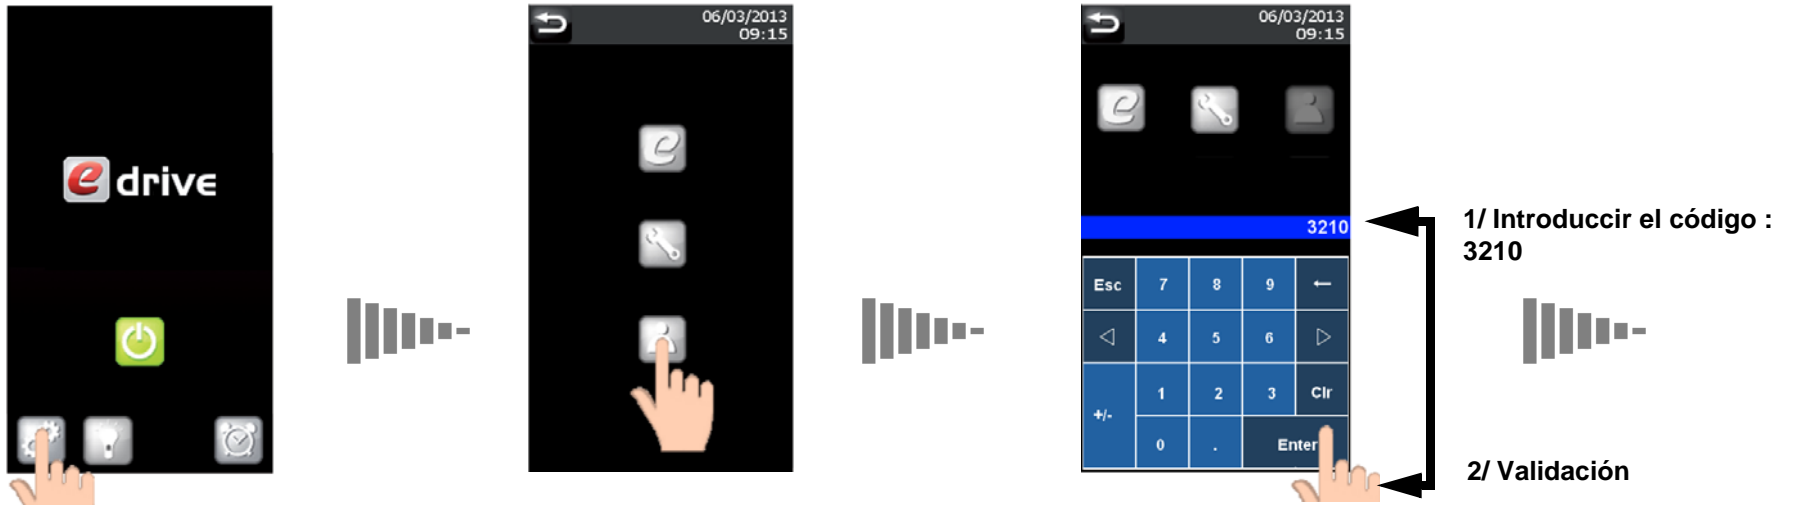 e drive
06/03/2013
09:15
e
06/03/2013
09:15
e
3210
Esc 7 8 9 ←
◁ 4 5 6 ▷
+/- 1 2 3 Clr
0 . Enter
1/ Introduccir el código :
3210
2/ Validación